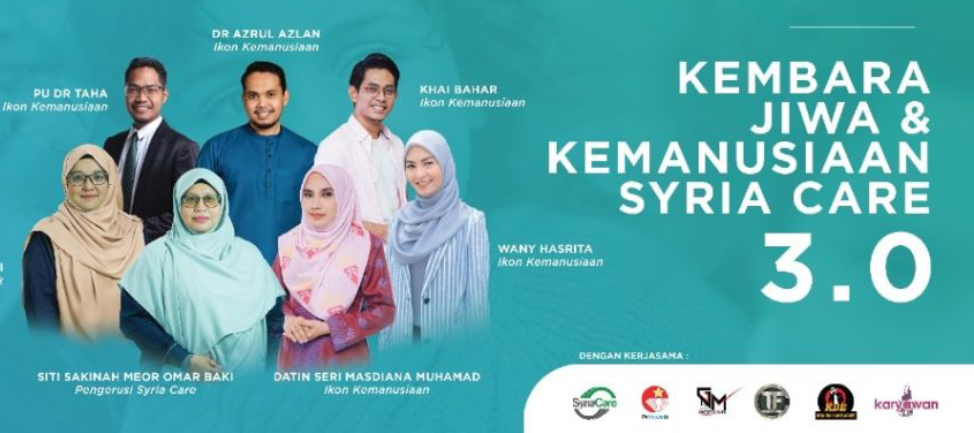 DR AZRUL AZLAN
Ikon Kemanusiaan
PU DR TAHA
Ikon Kemanusiaan
KHAI BAHAR
Ikon Kemanusiaan
WANY HASRITA
Ikon Kemanusiaan
SITI SAKINAH MEOR OMAR BAKI
Pengerusi Syria Care
DATIN SERI MASDIANA MUHAMAD
Ikon Kemanusiaan
KEMBARA
JIWA &
KEMANUSIAAN
SYRIA CARE
3.0
DENGAN KERJASAMA :
SyriaCare
karyawan